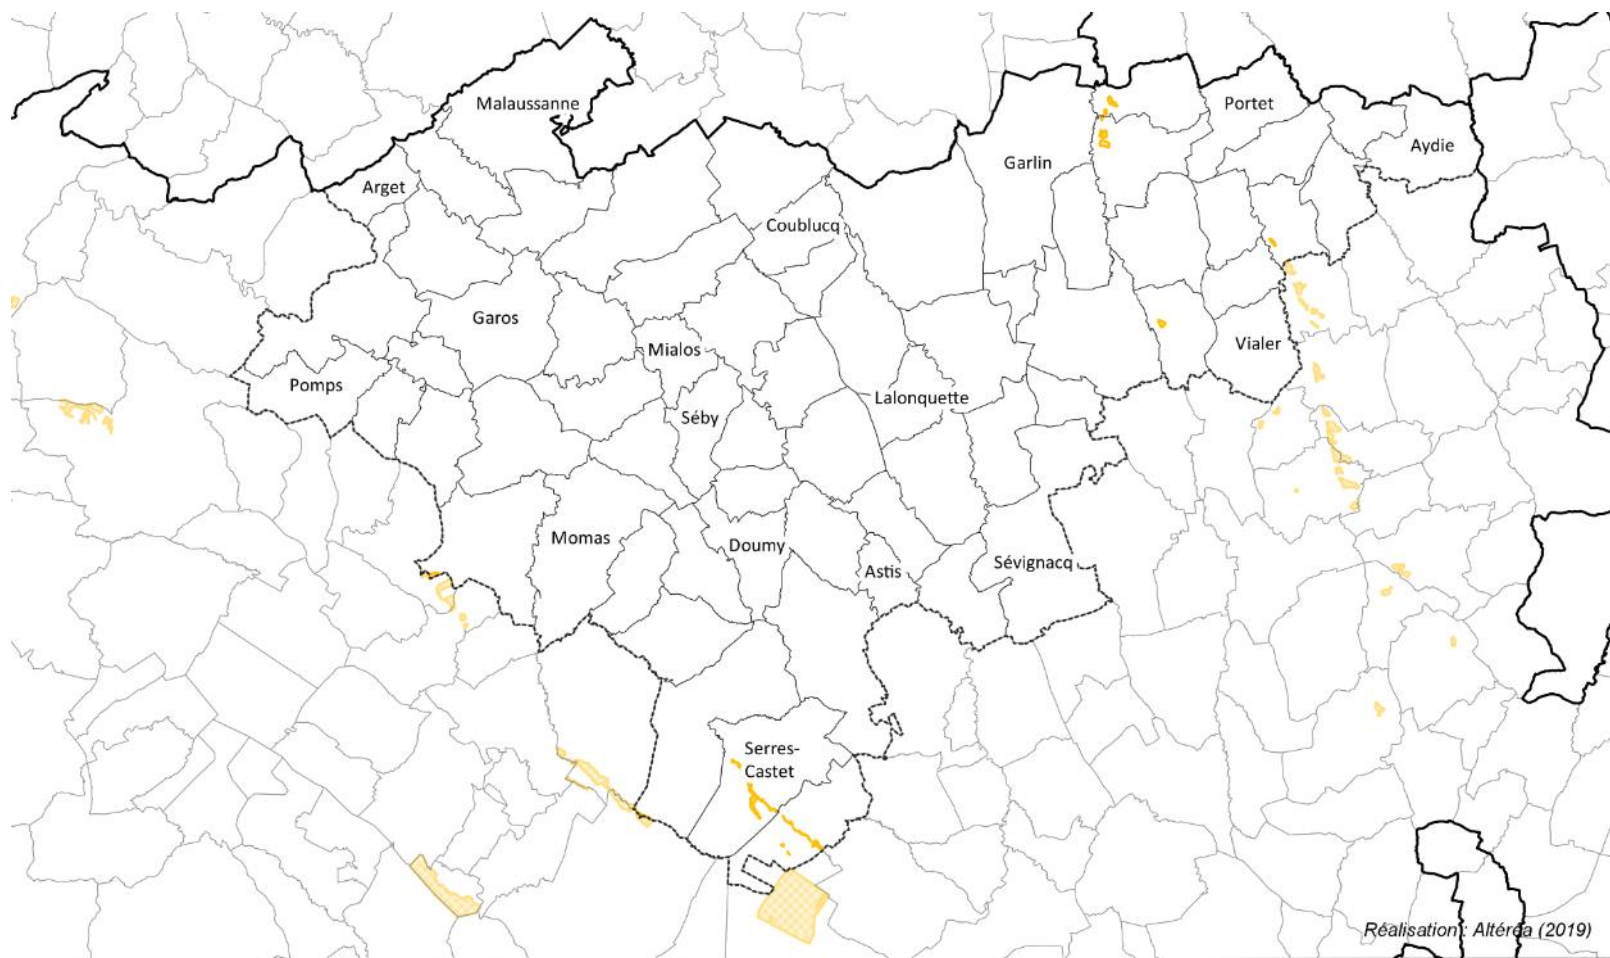 Malaussanne
Portet
Aydie
Garlin
Arget
Coublucq
Garos
Mialos
Vialer
Pomps
Lalonquette
Séby
Momas
Doumy
Astis
Sévignacq
Serres-
Castet
Réalisation : Altéréa (2019)